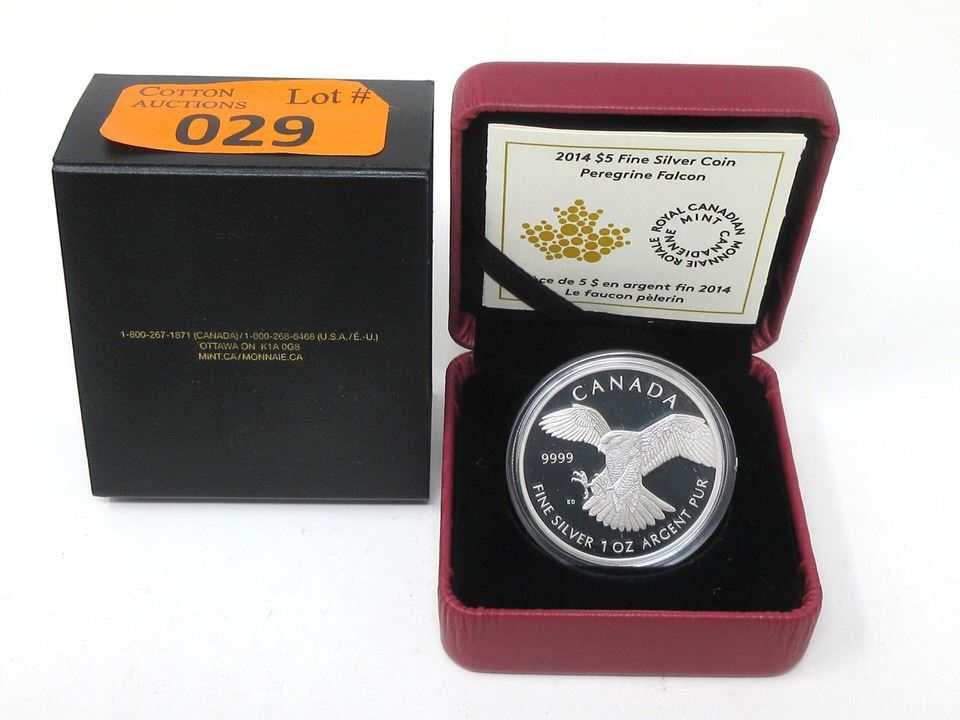 COTTON Lot #
AUCTIONS
029
1-800-267-1871 (CANADA)/1-800-268-6468 (U.S.A./É.-U.)
OTTAWA ON K1A 0G8
MINT.CA/MONNAIE.CA
2014 $5 Fine Silver Coin
Peregrine Falcon
ROYAL CANADIAN MINT
MONNAIE ROYALE CANADIENNE
de 5 $ en argent fin 2014
Le faucon pèlerin
CANADA
9999
ED
FINE SILVER 1 OZ ARGENT PUR